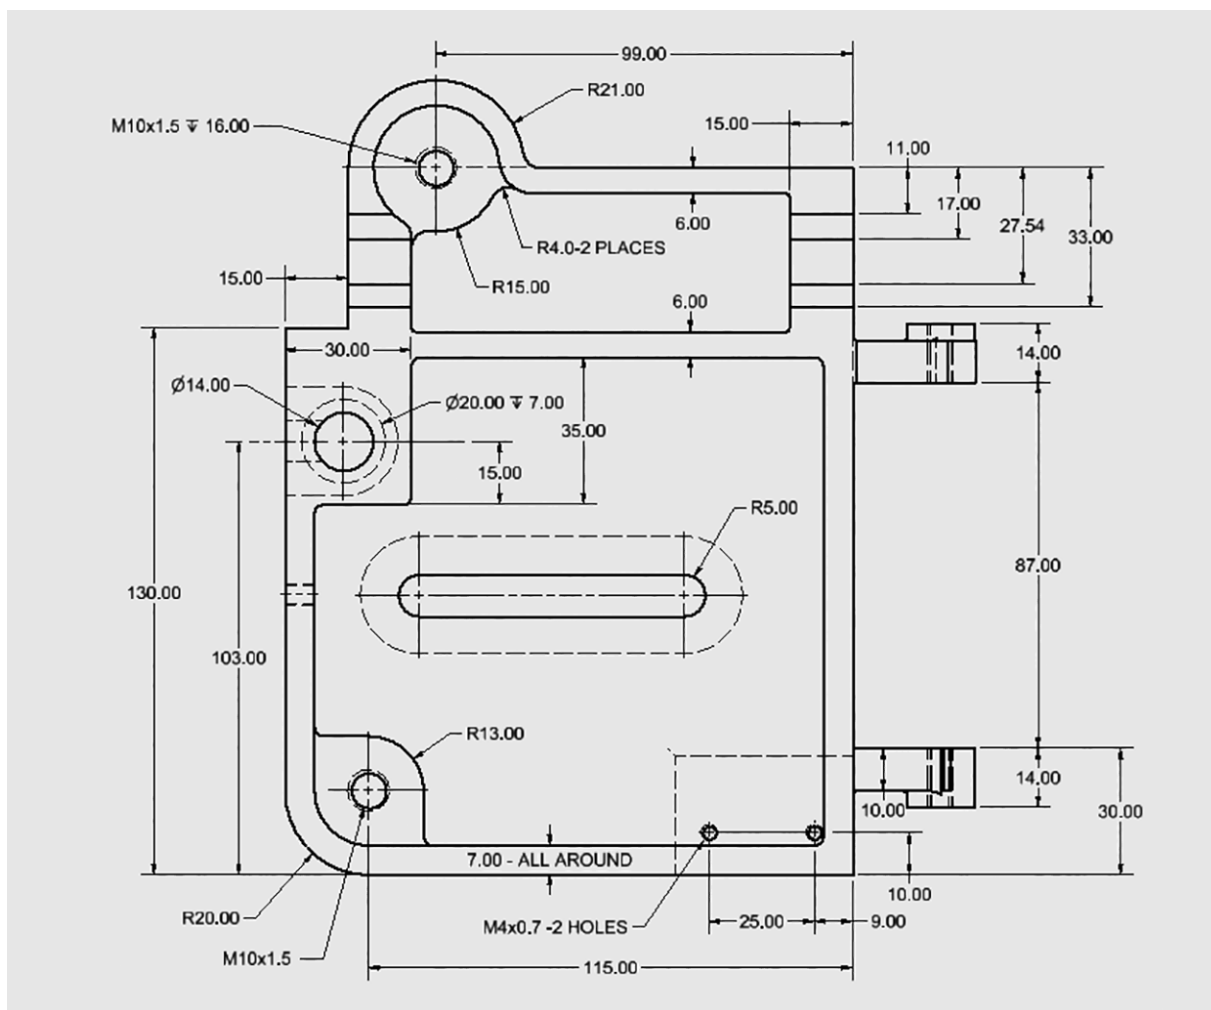 99.00
R21.00
M10x1.5 ↧ 16.00
15.00
11.00
17.00
6.00
27.54
33.00
R4.0-2 PLACES
15.00
R15.00
6.00
30.00
14.00
Ø14.00
Ø20.00 ↧ 7.00
35.00
15.00
R5.00
87.00
130.00
103.00
R13.00
14.00
10.00
30.00
7.00 - ALL AROUND
10.00
R20.00
M4x0.7 -2 HOLES
25.00
9.00
M10x1.5
115.00